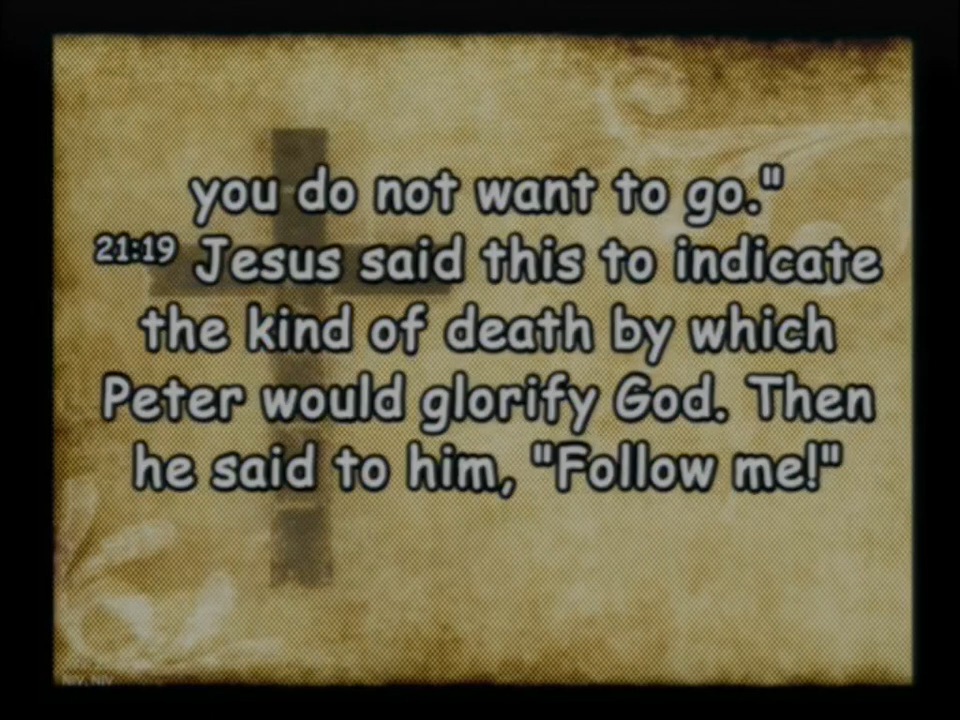 you do not want to go."
21:19 Jesus said this to indicate
the kind of death by which
Peter would glorify God. Then
he said to him, "Follow me!"